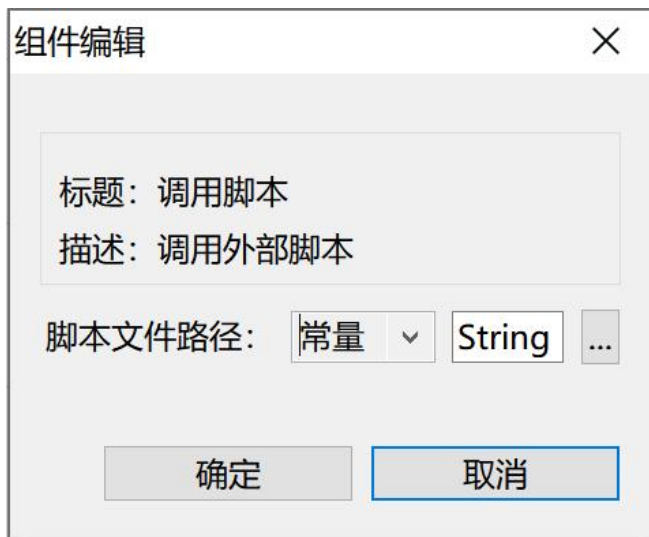 组件编辑
标题：调用脚本
描述：调用外部脚本
脚本文件路径： 常量 String ...
确定 取消